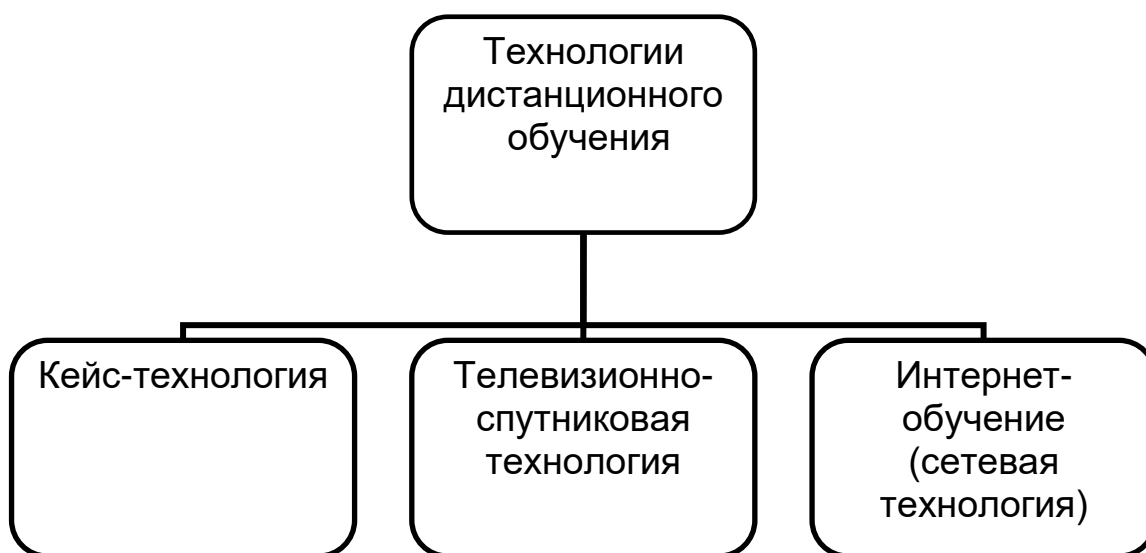 Технологии
дистанционного
обучения
Кейс-технология
Телевизионно-
спутниковая
технология
Интернет-
обучение
(сетевая
технология)